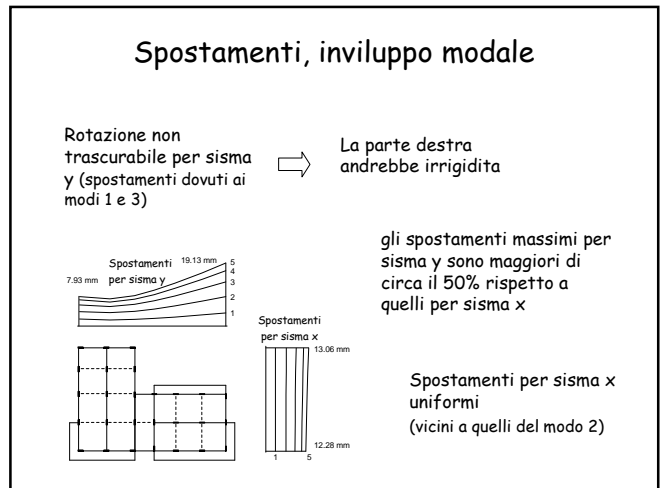 Spostamenti, inviluppo modale
Rotazione non
trascurabile per sisma
y (spostamenti dovuti ai
modi 1 e 3)
La parte destra
andrebbe irrigidita
gli spostamenti massimi per
sisma y sono maggiori di
circa il 50% rispetto a
quelli per sisma x
Spostamenti
per sisma y
7.93 mm
19.13 mm
5
4
3
2
1
Spostamenti
per sisma x
13.06 mm
12.28 mm
1
5
Spostamenti per sisma x
uniformi
(vicini a quelli del modo 2)